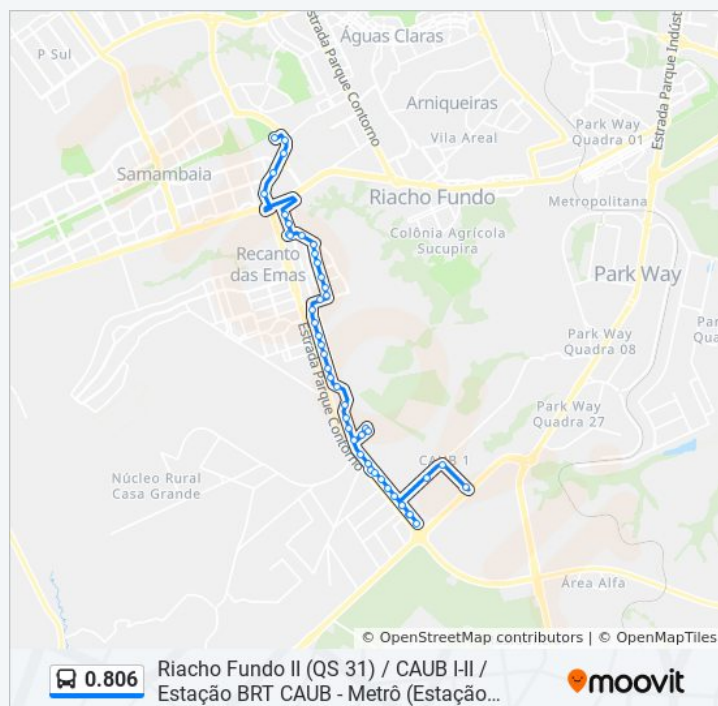 Águas Claras
P Sul
Estrada Parque Contorno
Estrada Parque Contorno
Estrada Parque Indúst
Arniqueiras
Vila Areal
Park Way
Quadra 01
Samambaia
Riacho Fundo
Metropolitana
Colônia Agrícola
Sucupira
Recanto
das Emas
Park Way
Park Way
Quadra 08
Estrada Parque Contorno
Park Way
Quadra 27
CAUB 1
Núcleo Rural
Casa Grande
Área Alfa
© OpenStreetMap contributors | © OpenMapTiles
0.806
Riacho Fundo II (QS 31) / CAUB I-II /
Estação BRT CAUB - Metrô (Estação...
moovit